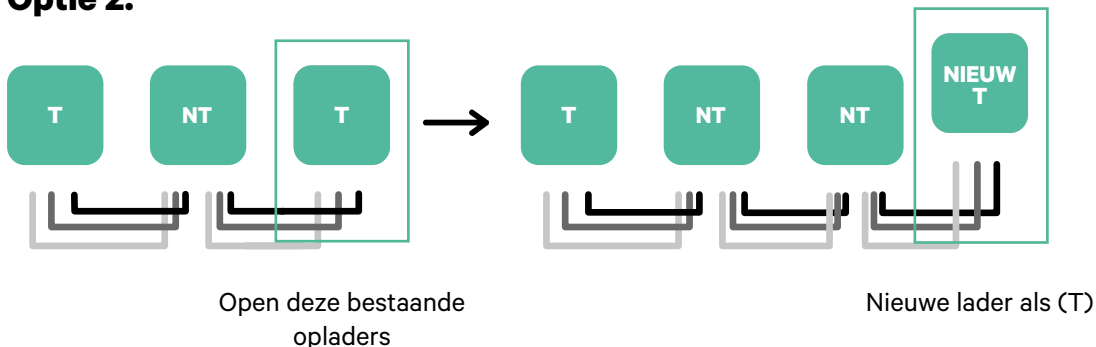 Optie 2.
T
NT
T
T
NT
NT
NIEUW
T
Open deze bestaande
opladers
Nieuwe lader als (T)